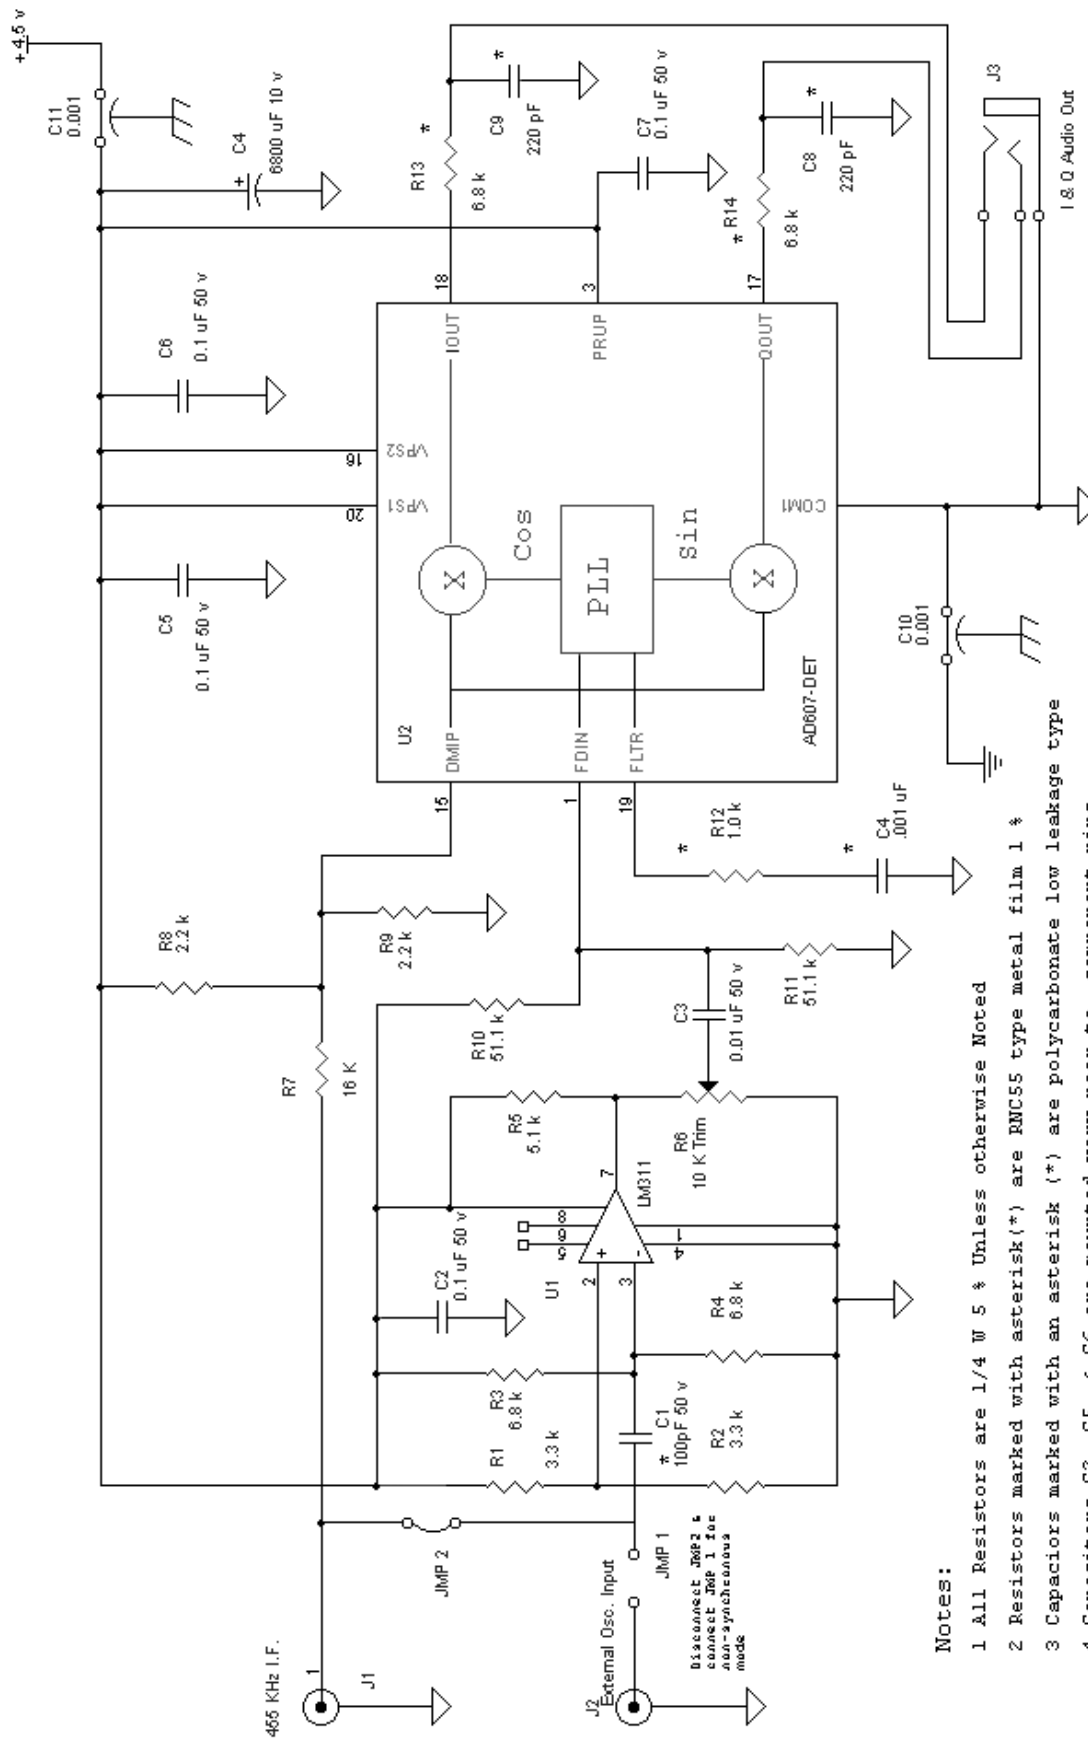 +4.5 v
C11
0.001
C4
6800 uF 10 v
C6
0.1 uF 50 v
C5
0.1 uF 50 v
R8
2.2 k
455 KHz I.F.
1
J1
R7
16 K
R9
2.2 k
JMP 2
R1
3.3 k
R3
6.8 k
C2
0.1 uF 50 v
R10
51.1 k
R5
5.1 k
U1
5
6
8
2
+
3
-
7
4
1
LM311
R6
10 K Trim
C3
0.01 uF 50 v
R11
51.1 k
* C1
100pF 50 v
R2
3.3 k
R4
6.8 k
J2
External Osc. Input
JMP 1
Disconnect JMP2 &
connect JMP 1 for
non-synchronous
mode
*
R12
1.0 k
*
C4
.001 uF
U2
15
DMIP
1
FDIN
19
FLTR
20
VPS1
16
VPS2
X
Cos
PLL
Sin
X
IOUT
18
PRUP
3
QOUT
17
COM1
AD607-DET
R13 *
6.8 k
C9 *
220 pF
C7
0.1 uF 50 v
* R14
6.8 k
C8 *
220 pF
J3
I & Q Audio Out
C10
0.001
Notes:
1 All Resistors are 1/4 W 5 % Unless otherwise Noted
2 Resistors marked with asterisk(*) are RNC55 type metal film 1 %
3 Capaciors marked with an asterisk (*) are polycarbonate low leakage type